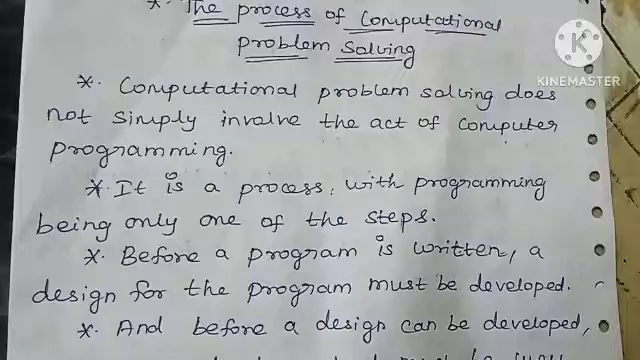 *. The process of Computational
problem Solving
KINEMASTER
*. Computational problem solving does
not simply involve the act of computer
programming.
*. It is a process, with programming
being only one of the steps.
*. Before a program is written, a
design for the program must be developed.
*. And before a design can be developed,